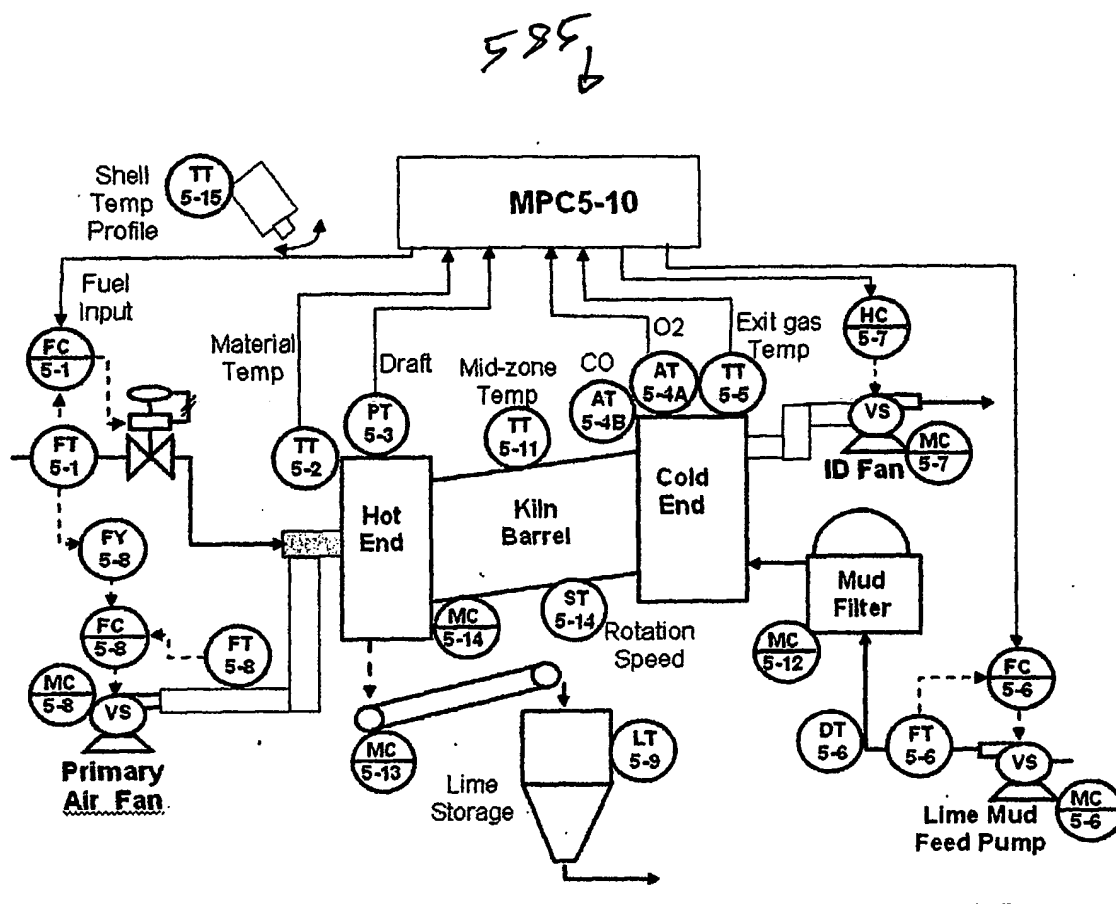 585
MPC5-10
Shell
Temp
Profile
TT
5-15
Fuel
Input
FC
5-1
FT
5-1
Material
Temp
Draft
Mid-zone
Temp
CO
O2
Exit gas
Temp
HC
5-7
TT
5-2
PT
5-3
TT
5-11
AT
5-4B
AT
5-4A
TT
5-5
VS
MC
5-7
ID Fan
FY
5-8
FC
5-8
FT
5-8
MC
5-8
VS
Primary
Air Fan
Hot
End
Kiln
Barrel
Cold
End
MC
5-14
ST
5-14
Rotation
Speed
Mud
Filter
MC
5-12
FC
5-6
MC
5-13
Lime
Storage
LT
5-9
DT
5-6
FT
5-6
VS
MC
5-6
Lime Mud
Feed Pump